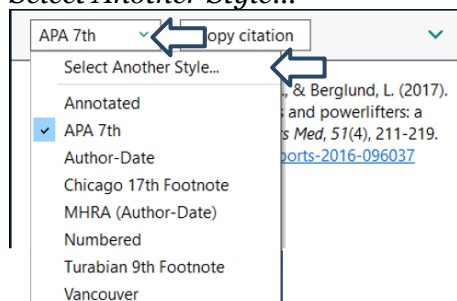 Select Another Style...
APA 7th
opy citation
Select Another Style...
., & Berglund, L. (2017).
Annotated
s and powerlifters: a
APA 7th
s Med, 51(4), 211-219.
Author-Date
ports-2016-096037
Chicago 17th Footnote
MHRA (Author-Date)
Numbered
Turabian 9th Footnote
Vancouver